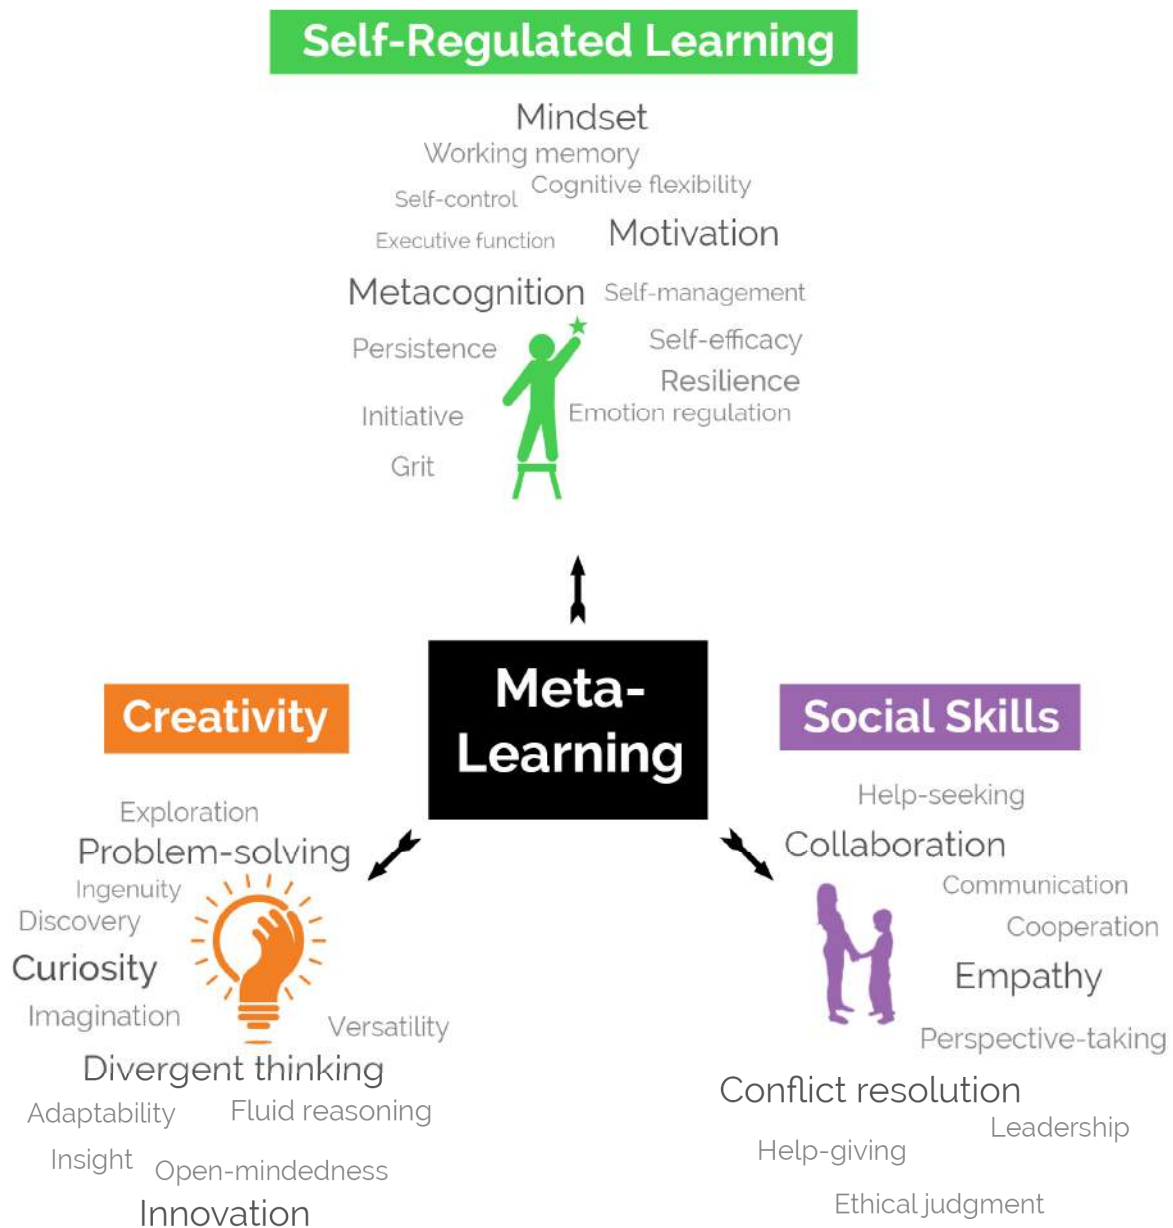 Self-Regulated Learning
Mindset
Working memory
Cognitive flexibility
Self-control
Motivation
Executive function
Metacognition
Self-management
Self-efficacy
Persistence
Resilience
Initiative
Emotion regulation
Grit
Meta-
Learning
Creativity
Exploration
Problem-solving
Ingenuity
Discovery
Curiosity
Imagination
Versatility
Divergent thinking
Adaptability
Fluid reasoning
Insight
Open-mindedness
Innovation
Social Skills
Help-seeking
Collaboration
Communication
Cooperation
Empathy
Perspective-taking
Conflict resolution
Leadership
Help-giving
Ethical judgment